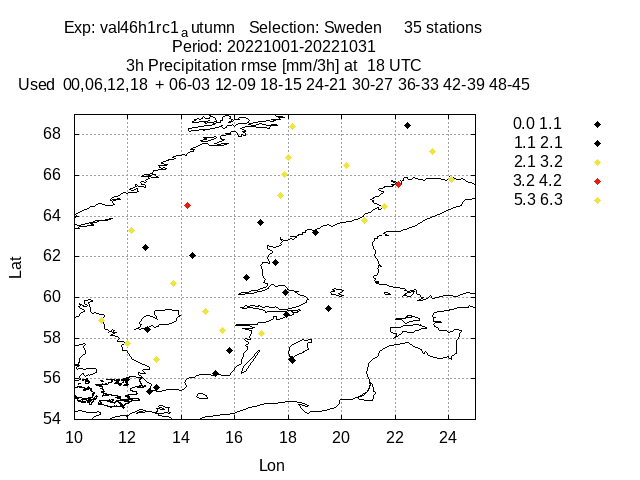 Exp: val46h1rc1autumn   Selection: Sweden     35 stations
Period: 20221001-20221031
3h Precipitation rmse [mm/3h] at  18 UTC
Used  00,06,12,18  + 06-03 12-09 18-15 24-21 30-27 36-33 42-39 48-45
0.0 1.1
1.1 2.1
2.1 3.2
3.2 4.2
5.3 6.3
68
66
64
62
60
58
56
54
Lat
10 12 14 16 18 20 22 24
Lon